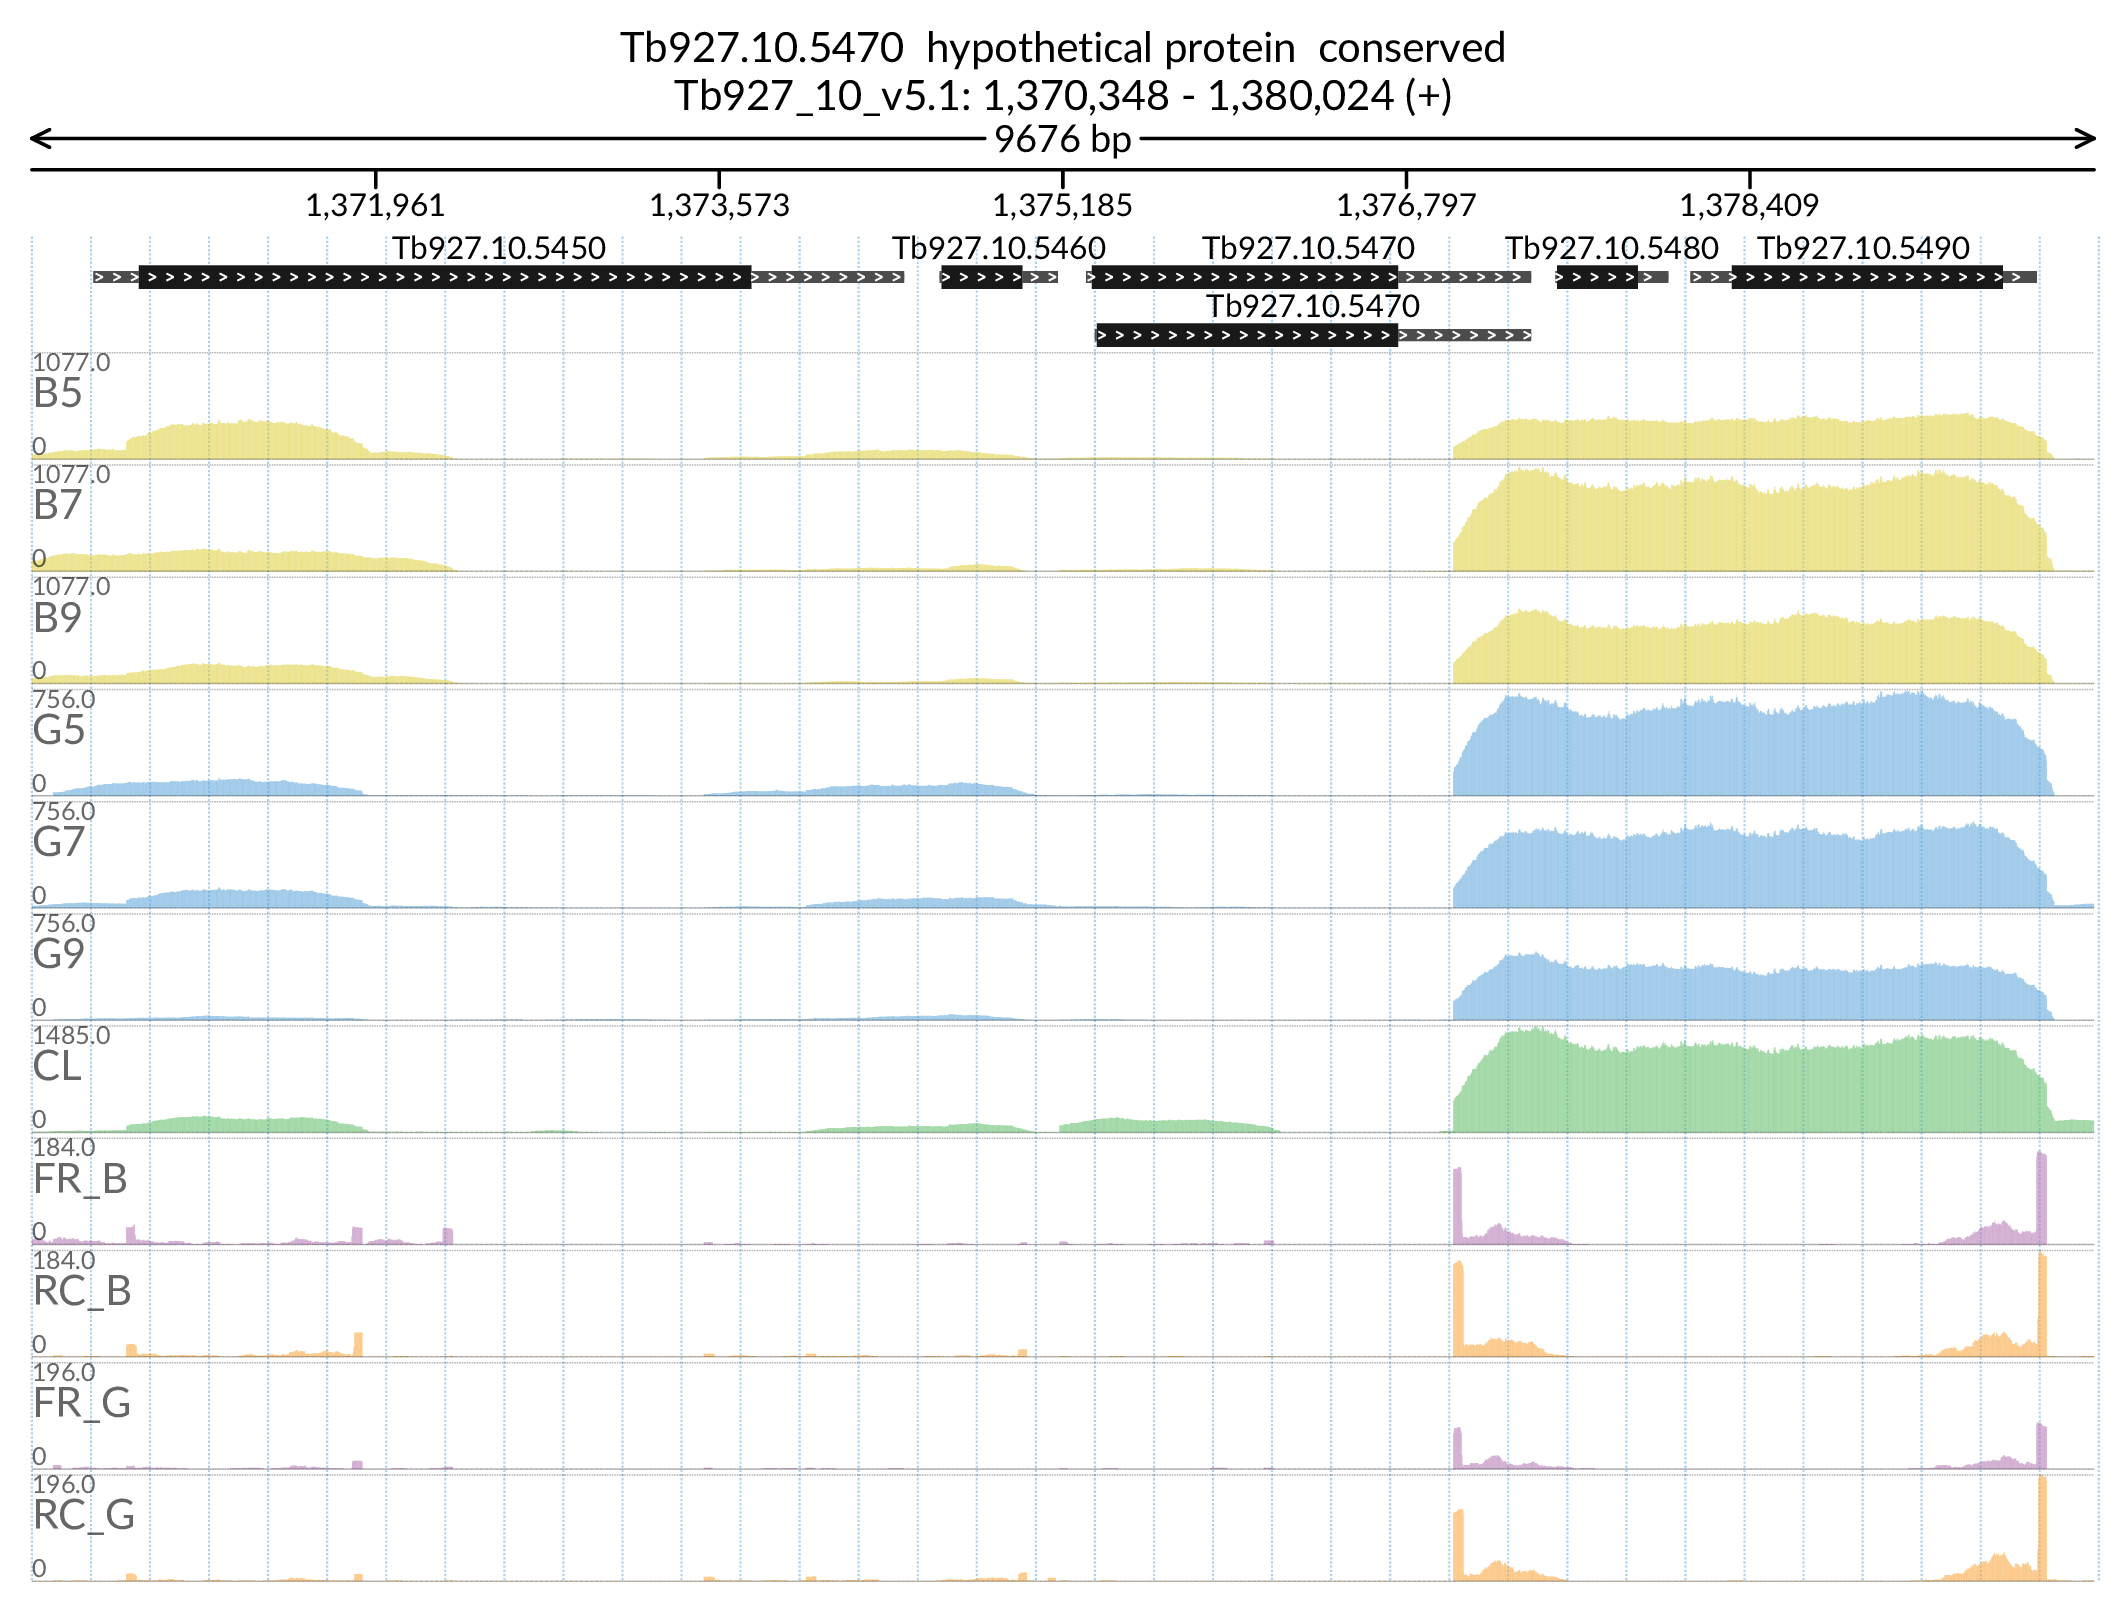 Tb927.10.5470 hypothetical protein conserved
Tb927_10_v5.1: 1,370,348 - 1,380,024 (+)
9676 bp
1,371,961 1,373,573 1,375,185 1,376,797 1,378,409
Tb927.10.5450 Tb927.10.5460 Tb927.10.5470 Tb927.10.5480 Tb927.10.5490
Tb927.10.5470
1077.0
B5
0
1077.0
B7
0
1077.0
B9
0
756.0
G5
0
756.0
G7
0
756.0
G9
0
1485.0
CL
0
184.0
FR_B
0
184.0
RC_B
0
196.0
FR_G
0
196.0
RC_G
0